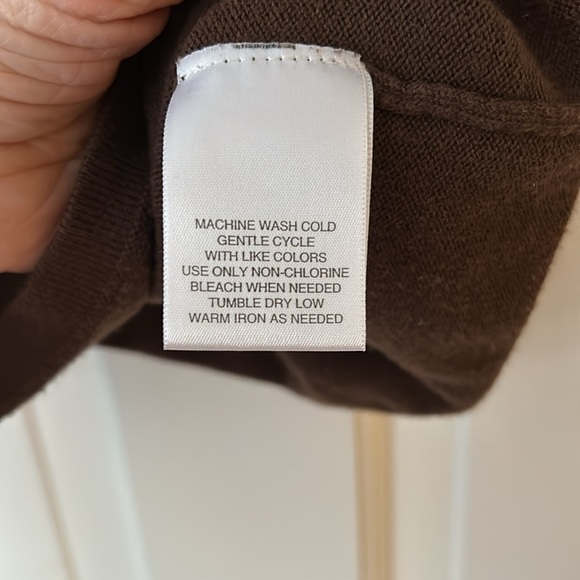 MACHINE WASH COLD
GENTLE CYCLE
WITH LIKE COLORS
USE ONLY NON-CHLORINE
BLEACH WHEN NEEDED
TUMBLE DRY LOW
WARM IRON AS NEEDED